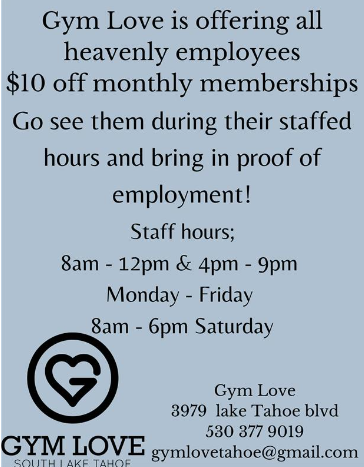 Gym Love is offering all
heavenly employees
$10 off monthly memberships
Go see them during their staffed
hours and bring in proof of
employment!
Staff hours;
8am - 12pm & 4pm - 9pm
Monday - Friday
8am - 6pm Saturday
Gym Love
3979 lake Tahoe blvd
530 377 9019
gymlovetahoe@gmail.com
GYM LOVE
SOUTH LAKE TAHOE